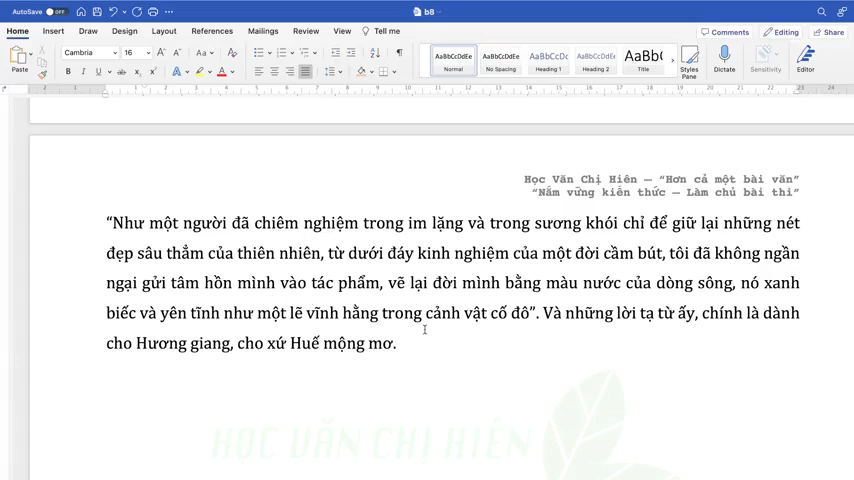 AutoSave OFF
b8
Home Insert Draw Design Layout References Mailings Review View Tell me
Comments Editing Share
Paste
Cambria 16
Normal No Spacing Heading 1 Heading 2 Title
Styles Pane
Dictate
Sensitivity
Editor
Học Văn Chị Hiên – “Hơn cả một bài văn”
“Nắm vững kiến thức – Làm chủ bài thi”
“Như một người đã chiêm nghiệm trong im lặng và trong sương khói chỉ để giữ lại những nét
đẹp sâu thẳm của thiên nhiên, từ dưới đáy kinh nghiệm của một đời cầm bút, tôi đã không ngần
ngại gửi tâm hồn mình vào tác phẩm, vẽ lại đời mình bằng màu nước của dòng sông, nó xanh
biếc và yên tĩnh như một lẽ vĩnh hằng trong cảnh vật cố đô”. Và những lời tạ từ ấy, chính là dành
cho Hương giang, cho xứ Huế mộng mơ.
HỌC VĂN CHỊ HIÊN